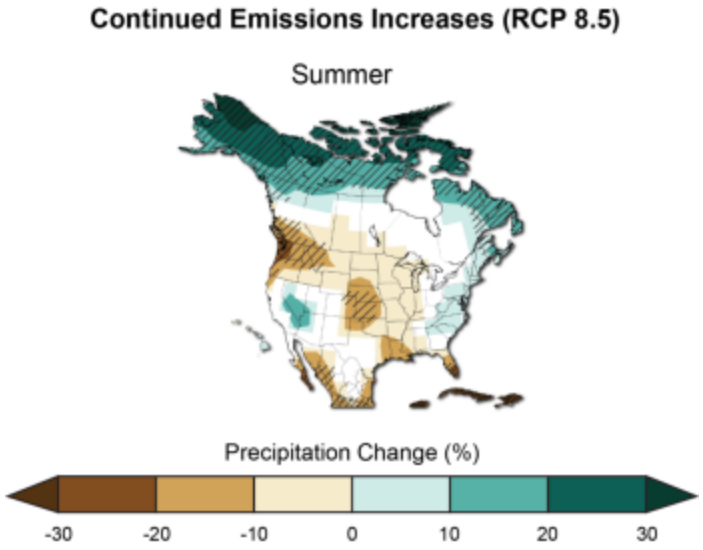 Continued Emissions Increases (RCP 8.5)
Summer
Precipitation Change (%)
-30 -20 -10 0 10 20 30